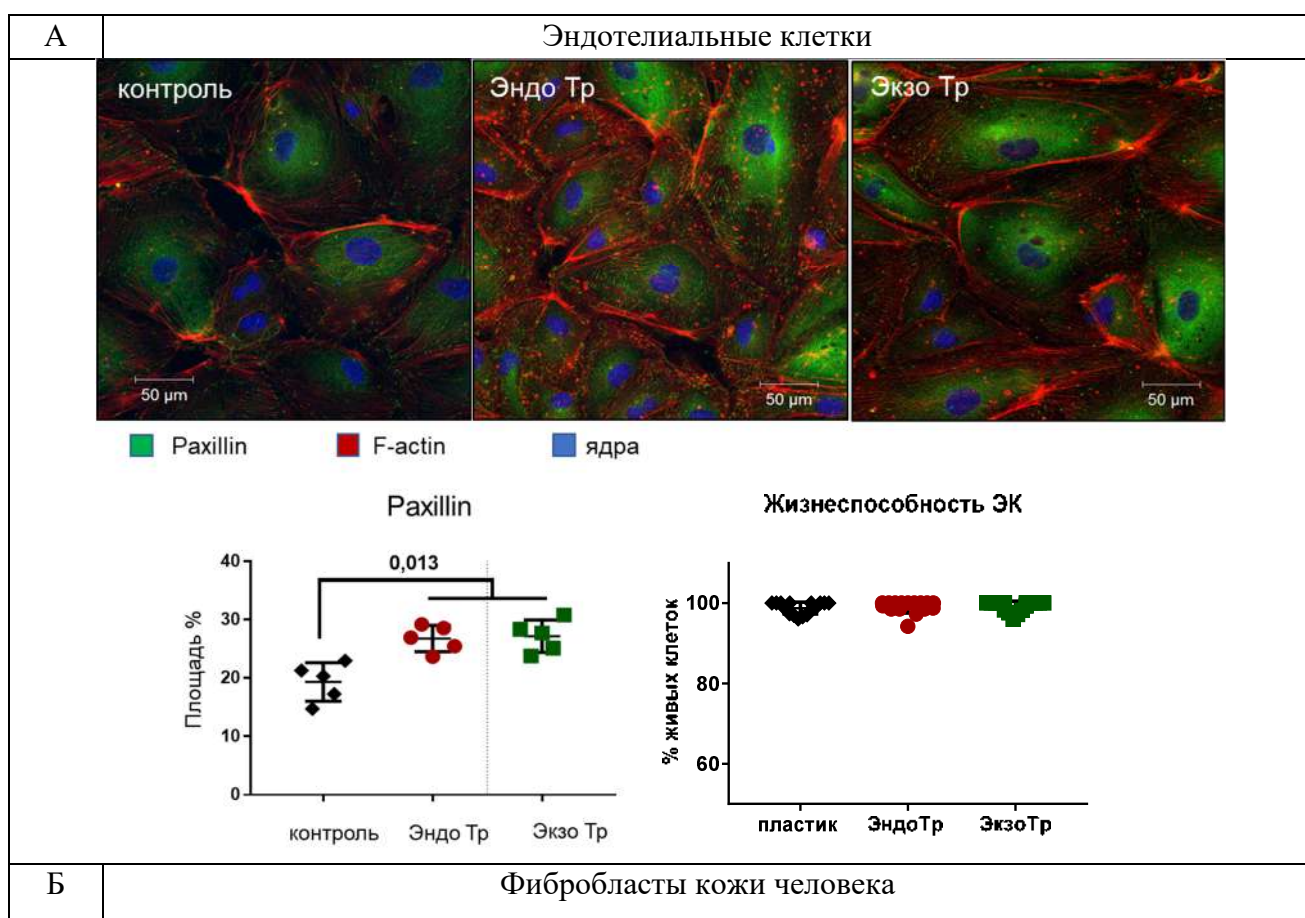 А Эндотелиальные клетки
контроль Эндо Тр Экзо Тр
50 µm 50 µm 50 µm
Paxillin F-actin ядра
Paxillin
Жизнеспособность ЭК
0,013
Площадь %
40
30
20
10
0
контроль Эндо Тр Экзо Тр
% живых клеток
100
80
60
пластик ЭндоТр ЭкзоТр
Б Фибробласты кожи человека